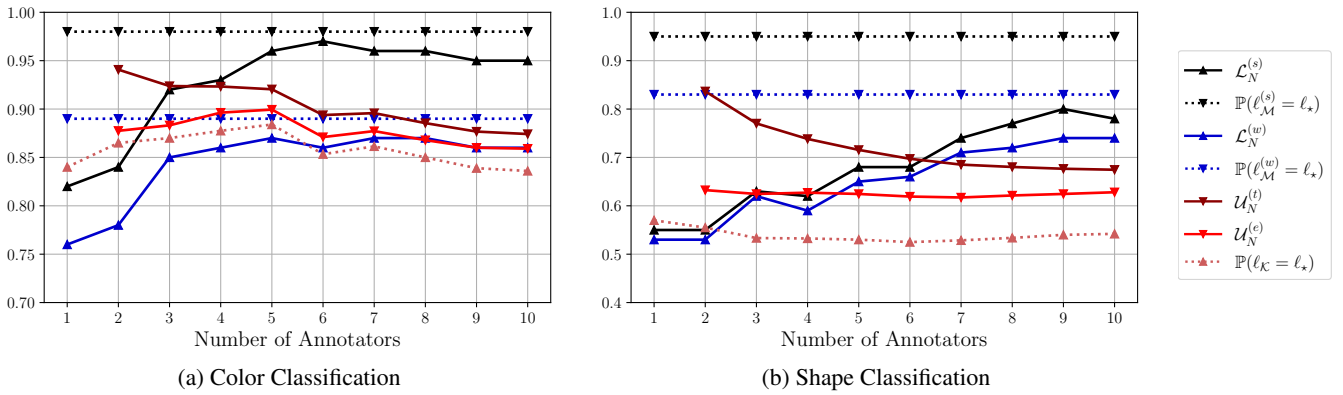 1.00
0.95
0.90
0.85
0.80
0.75
0.70
1 2 3 4 5 6 7 8 9 10
Number of Annotators
(a) Color Classification
1.0
0.9
0.8
0.7
0.6
0.5
0.4
1 2 3 4 5 6 7 8 9 10
Number of Annotators
(b) Shape Classification
ℒ_N^(s)
ℙ(ℓ_ℳ^(s) = ℓ_⋆)
ℒ_N^(w)
ℙ(ℓ_ℳ^(w) = ℓ_⋆)
𝒰_N^(t)
𝒰_N^(e)
ℙ(ℓ_𝒦 = ℓ_⋆)